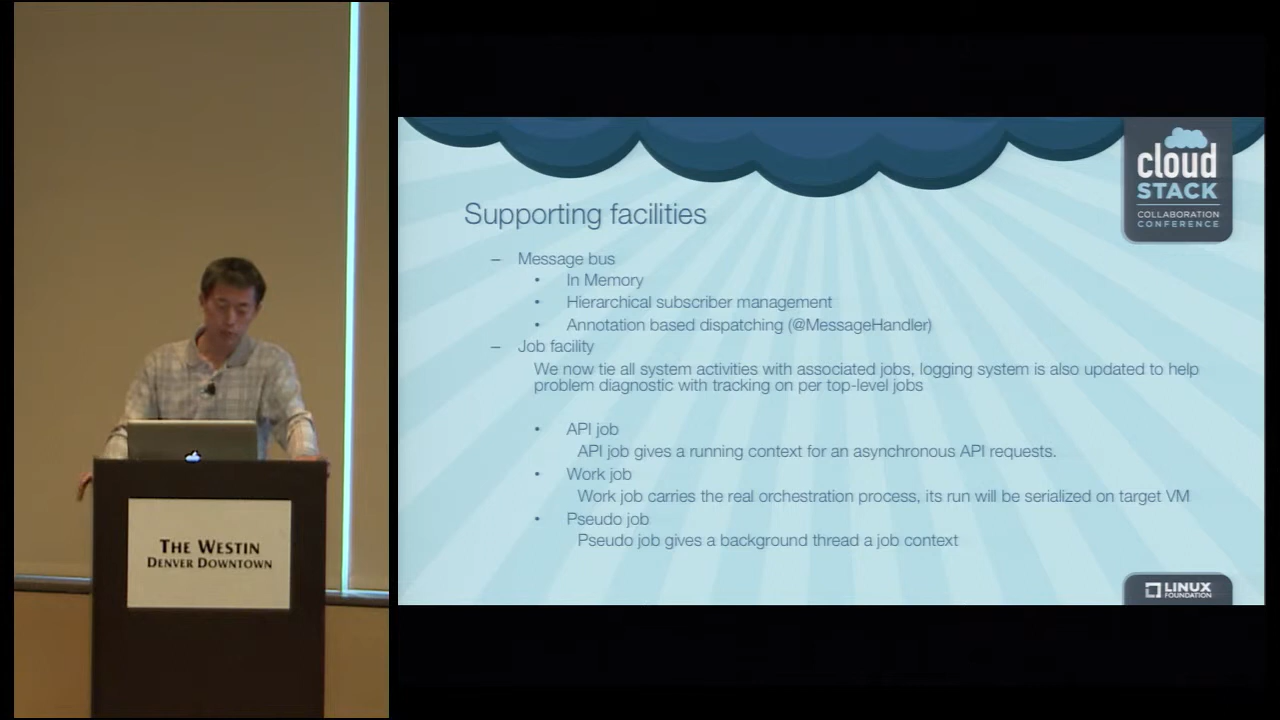 cloud
STACK
COLLABORATION
CONFERENCE
Supporting facilities
– Message bus
• In Memory
• Hierarchical subscriber management
• Annotation based dispatching (@MessageHandler)
– Job facility
We now tie all system activities with associated jobs, logging system is also updated to help
problem diagnostic with tracking on per top-level jobs
• API job
API job gives a running context for an asynchronous API requests.
• Work job
Work job carries the real orchestration process, its run will be serialized on target VM
• Pseudo job
Pseudo job gives a background thread a job context
LINUX
FOUNDATION
THE WESTIN
DENVER DOWNTOWN